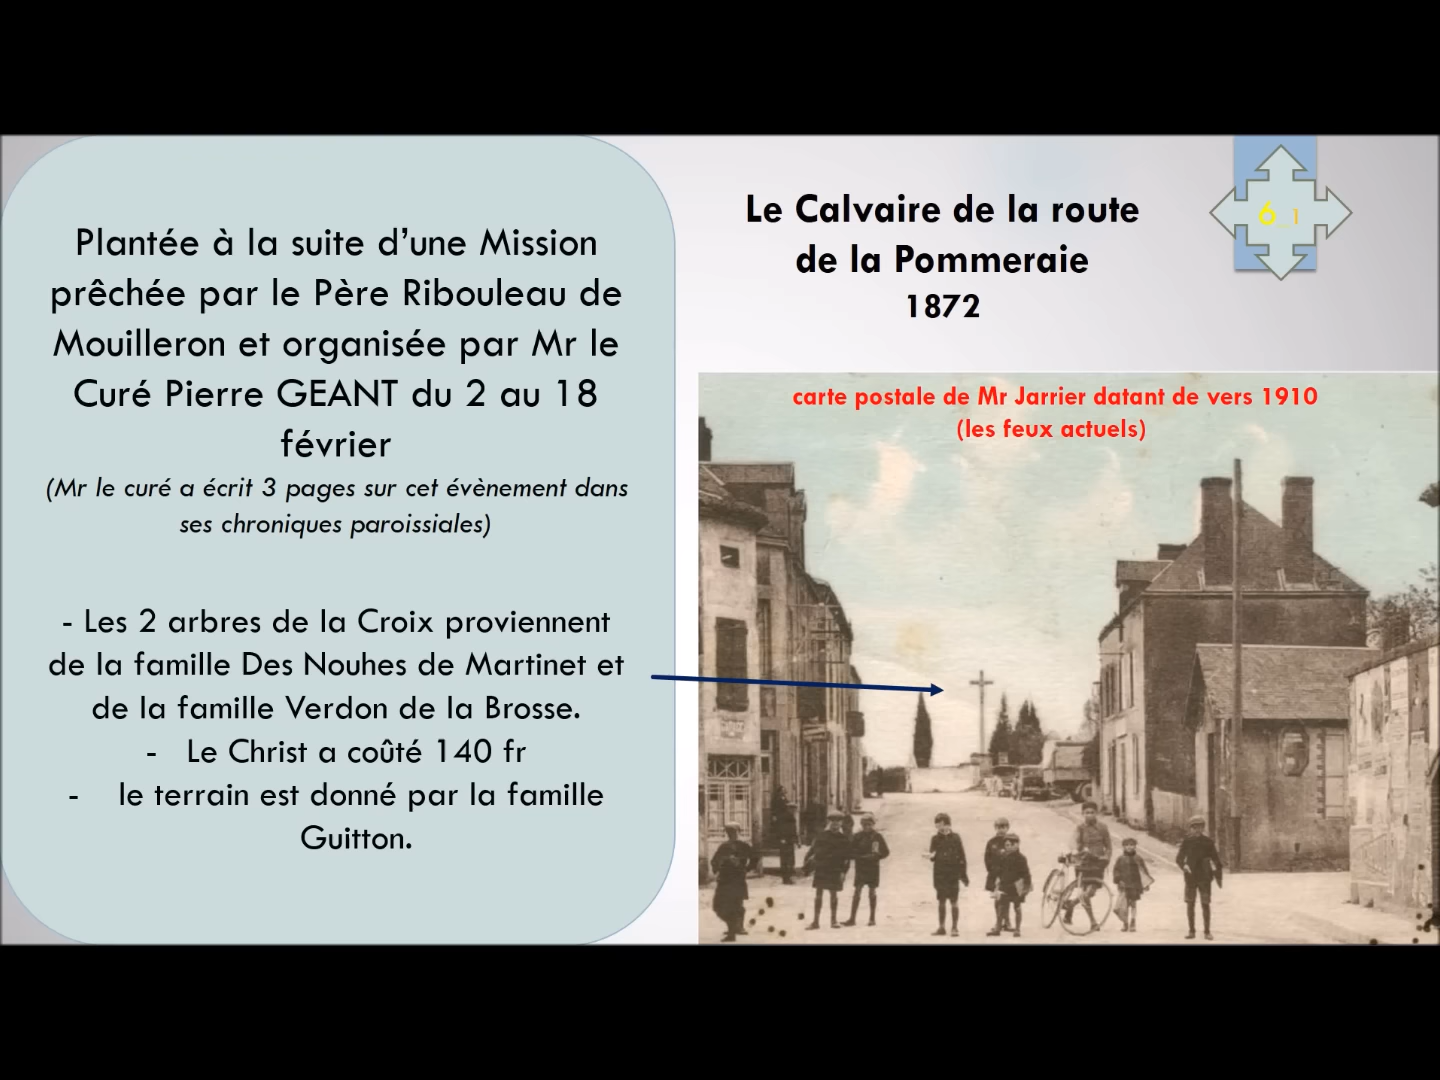 Plantée à la suite d’une Mission
prêchée par le Père Ribouleau de
Mouilleron et organisée par Mr le
Curé Pierre GEANT du 2 au 18
février
(Mr le curé a écrit 3 pages sur cet évènement dans
ses chroniques paroissiales)
- Les 2 arbres de la Croix proviennent
de la famille Des Nouhes de Martinet et
de la famille Verdon de la Brosse.
- Le Christ a coûté 140 fr
- le terrain est donné par la famille
Guitton.
Le Calvaire de la route
de la Pommeraie
1872
6_1
carte postale de Mr Jarrier datant de vers 1910
(les feux actuels)